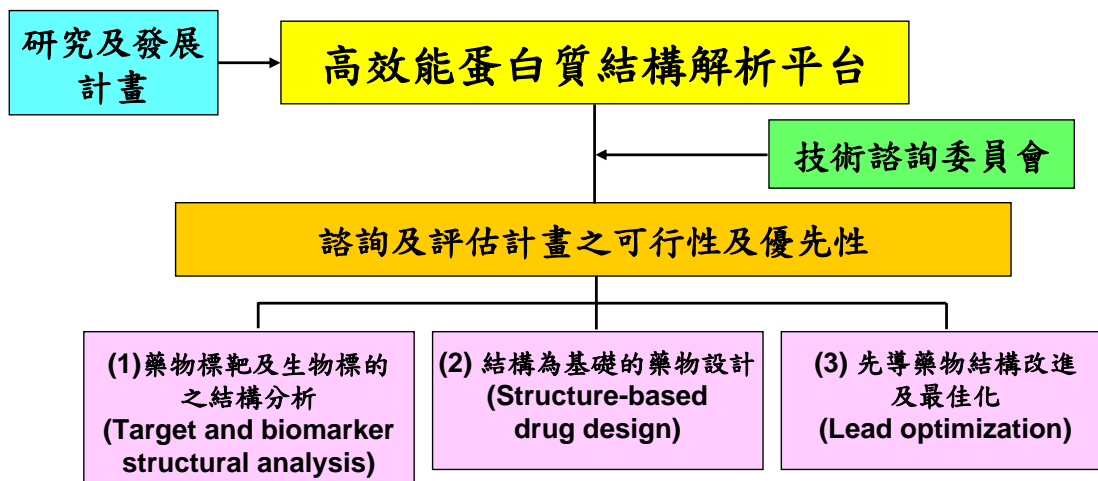 研究及發展
計畫
高效能蛋白質結構解析平台
技術諮詢委員會
諮詢及評估計畫之可行性及優先性
(1)藥物標靶及生物標的
之結構分析
(Target and biomarker
structural analysis)
(2) 結構為基礎的藥物設計
(Structure-based
drug design)
(3) 先導藥物結構改進
及最佳化
(Lead optimization)